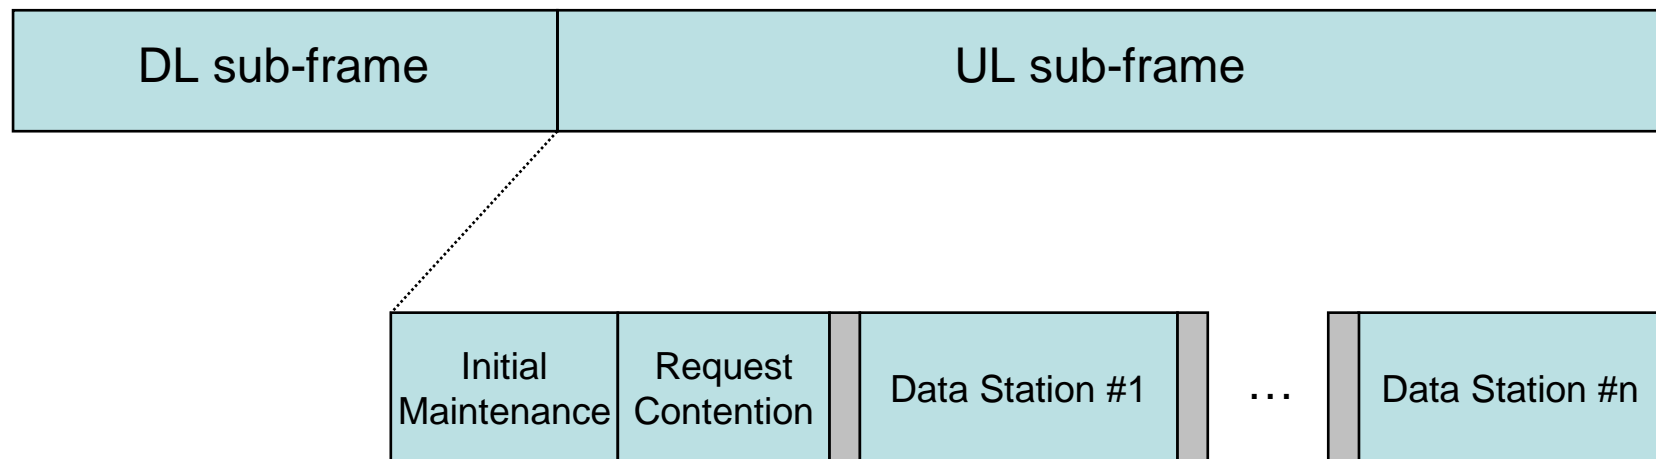 DL sub-frame
UL sub-frame
Initial
Maintenance
Request
Contention
Data Station #1
…
Data Station #n